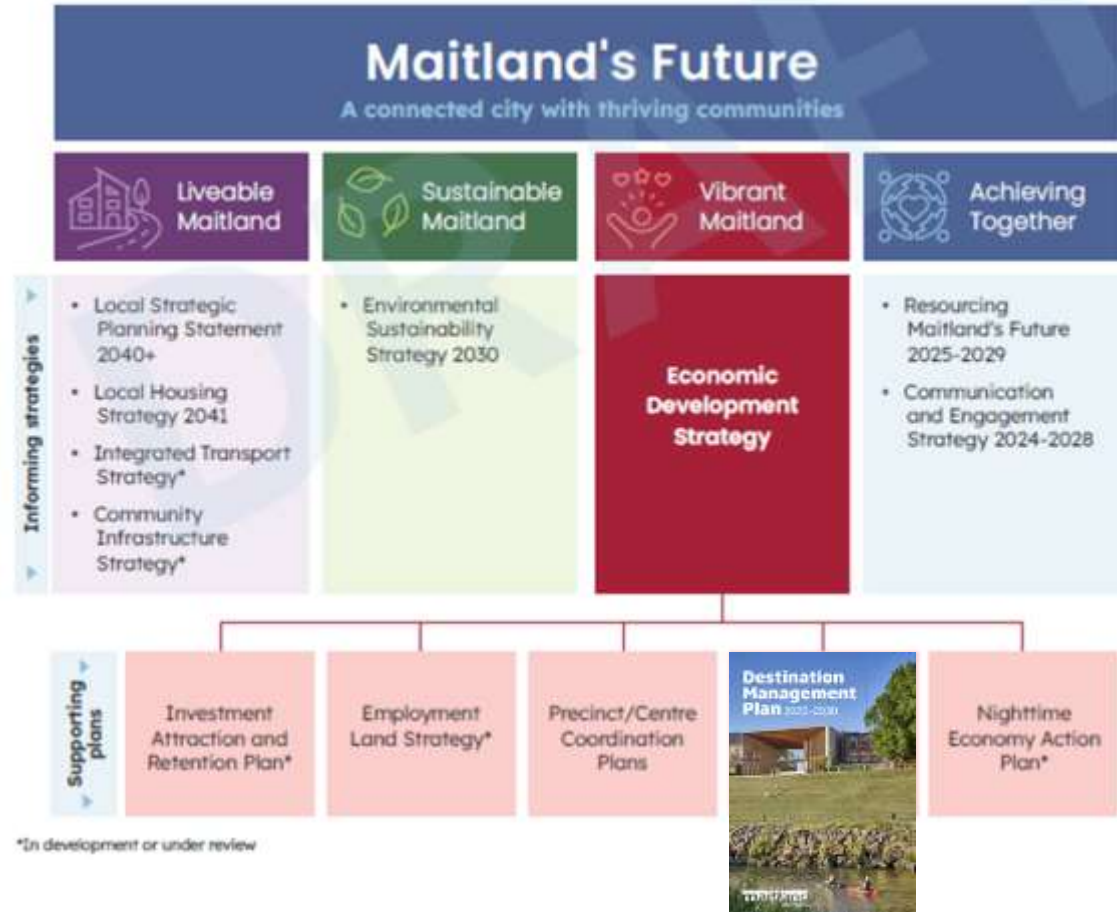 Maitland's Future
A connected city with thriving communities
Liveable
Maitland
Sustainable
Maitland
Vibrant
Maitland
Achieving
Together
Informing strategies
• Local Strategic
Planning Statement
2040+
• Local Housing
Strategy 2041
• Integrated Transport
Strategy*
• Community
Infrastructure
Strategy*
• Environmental
Sustainability
Strategy 2030
Economic
Development
Strategy
• Resourcing
Maitland's Future
2025-2029
• Communication
and Engagement
Strategy 2024-2028
Supporting
plans
Investment
Attraction and
Retention Plan*
Employment
Land Strategy*
Precinct/Centre
Coordination
Plans
Destination
Management
Plan
maitland
Nighttime
Economy Action
Plan*
*In development or under review
DRAFT